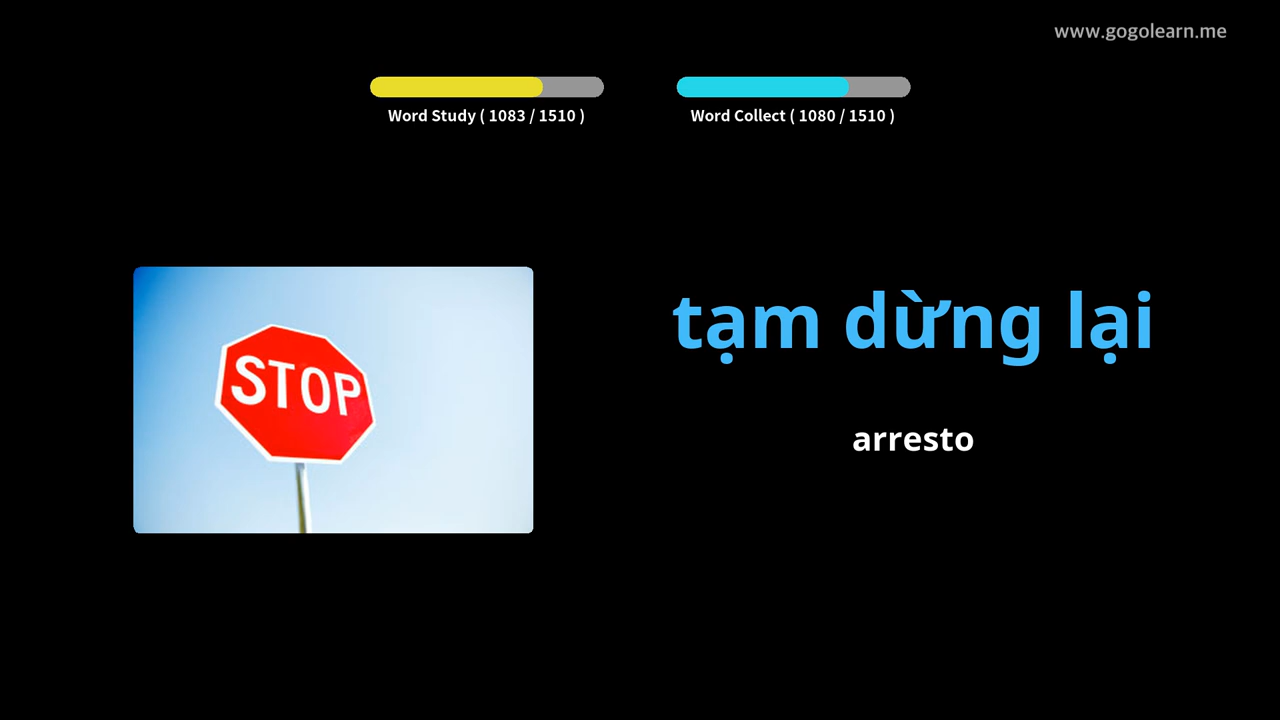 www.gogolearn.me
Word Study ( 1083 / 1510 )
Word Collect ( 1080 / 1510 )
STOP
tạm dừng lại
arresto